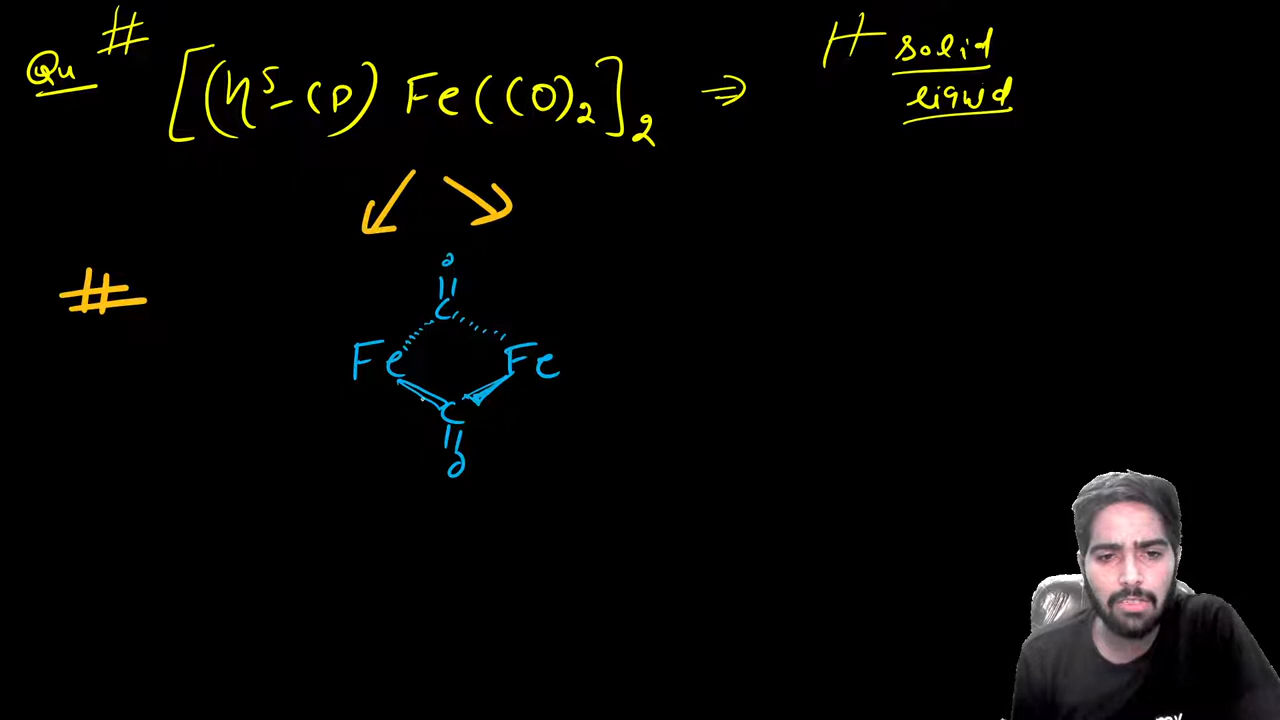 Qu # [(η⁵-Cp) Fe(CO)₂]₂ ⇒ # solid
liquid
#
O
C
Fe Fe
C
O